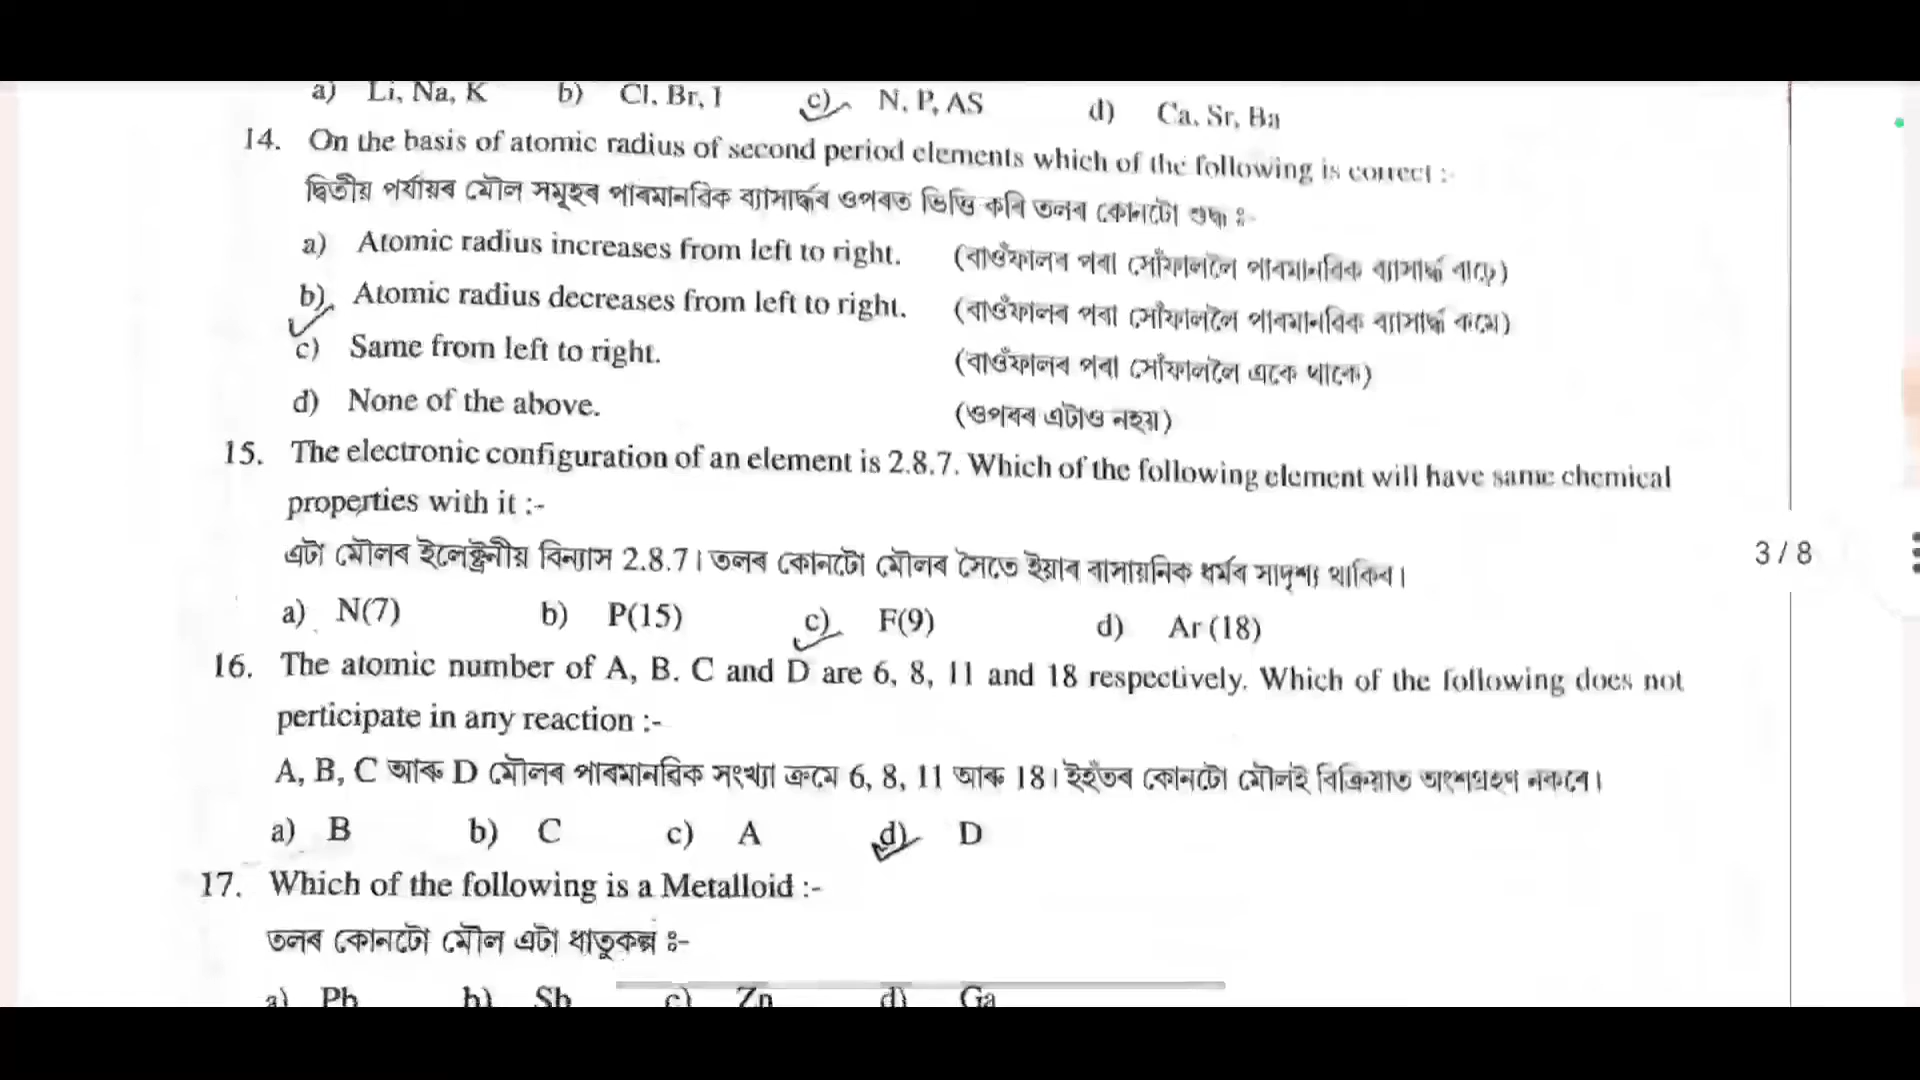 a) Li, Na, K b) Cl, Br, I c) N, P, AS d) Ca, Sr, Ba
14. On the basis of atomic radius of second period elements which of the following is correct :-
দ্বিতীয় পৰ্যায়ৰ মৌল সমূহৰ পাৰমানৱিক ব্যাসাৰ্দ্ধৰ ওপৰত ভিত্তি কৰি তলৰ কোনটো শুদ্ধ ঃ-
a) Atomic radius increases from left to right. (বাওঁফালৰ পৰা সোঁফাললৈ পাৰমানৱিক ব্যাসাৰ্দ্ধ বাঢ়ে)
b) Atomic radius decreases from left to right. (বাওঁফালৰ পৰা সোঁফাললৈ পাৰমানৱিক ব্যাসাৰ্দ্ধ কমে)
c) Same from left to right. (বাওঁফালৰ পৰা সোঁফাললৈ একে থাকে)
d) None of the above. (ওপৰৰ এটাও নহয়)
15. The electronic configuration of an element is 2.8.7. Which of the following element will have same chemical
properties with it :-
এটা মৌলৰ ইলেক্ট্ৰনীয় বিন্যাস 2.8.7। তলৰ কোনটো মৌলৰ সৈতে ইয়াৰ ৰাসায়নিক ধৰ্মৰ সাদৃশ্য থাকিব।
3 / 8
a) N(7) b) P(15) c) F(9) d) Ar (18)
16. The atomic number of A, B. C and D are 6, 8, 11 and 18 respectively. Which of the following does not
perticipate in any reaction :-
A, B, C আৰু D মৌলৰ পাৰমানৱিক সংখ্যা ক্ৰমে 6, 8, 11 আৰু 18। ইহঁতৰ কোনটো মৌলই বিক্ৰিয়াত অংশগ্ৰহণ নকৰে।
a) B b) C c) A d) D
17. Which of the following is a Metalloid :-
তলৰ কোনটো মৌল এটা ধাতুকল্প ঃ-
a) Pb b) Sb c) Zn d) Ga